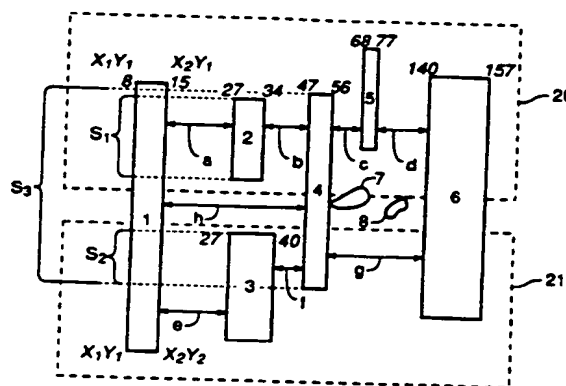 68 77
X₁Y₁ X₂Y₁
8 15 27 34 47 56 140 157
5
20
S₁
a 2 b c d
S₃
4 7
1 h 8 6
S₂ 27 40
g
3 f 21
e
X₁Y₁ X₂Y₂